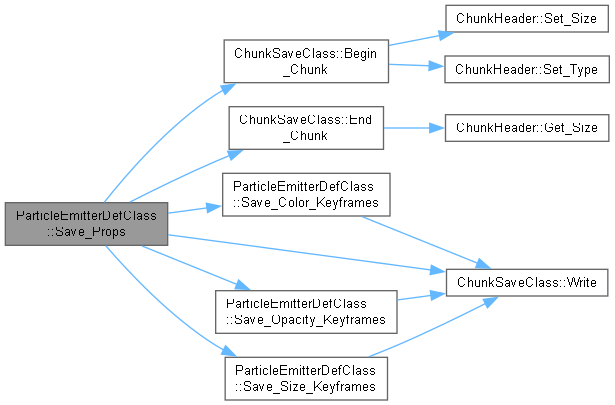 ParticleEmitterDefClass
::Save_Props
ChunkSaveClass::Begin
_Chunk
ChunkHeader::Set_Size
ChunkHeader::Set_Type
ChunkSaveClass::End
_Chunk
ChunkHeader::Get_Size
ParticleEmitterDefClass
::Save_Color_Keyframes
ChunkSaveClass::Write
ParticleEmitterDefClass
::Save_Opacity_Keyframes
ParticleEmitterDefClass
::Save_Size_Keyframes